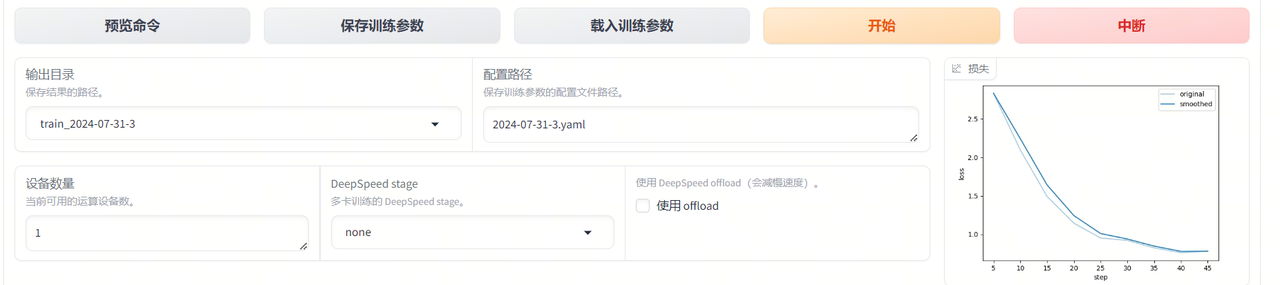 预览命令
保存训练参数
载入训练参数
开始
中断
输出目录
保存结果的路径。
train_2024-07-31-3
配置路径
保存训练参数的配置文件路径。
2024-07-31-3.yaml
设备数量
当前可用的运算设备数。
1
DeepSpeed stage
多卡训练的 DeepSpeed stage。
none
使用 DeepSpeed offload（会减慢速度）。
使用 offload
损失
original
smoothed
loss
2.5
2.0
1.5
1.0
5 10 15 20 25 30 35 40 45
step